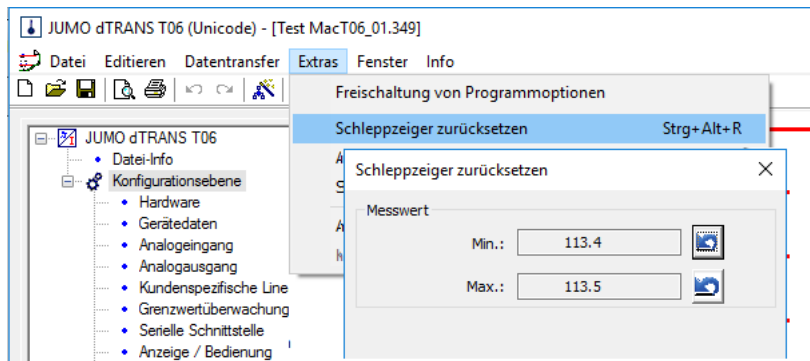 JUMO dTRANS T06 (Unicode) - [Test MacT06_01.349]
Datei Editieren Datentransfer Extras Fenster Info
Freischaltung von Programmoptionen
Schleppzeiger zurücksetzen Strg+Alt+R
JUMO dTRANS T06
Datei-Info
Konfigurationsebene
Hardware
Gerätedaten
Analogeingang
Analogausgang
Kundenspezifische Line
Grenzwertüberwachung
Serielle Schnittstelle
Anzeige / Bedienung
Schleppzeiger zurücksetzen
Messwert
Min.: 113.4
Max.: 113.5